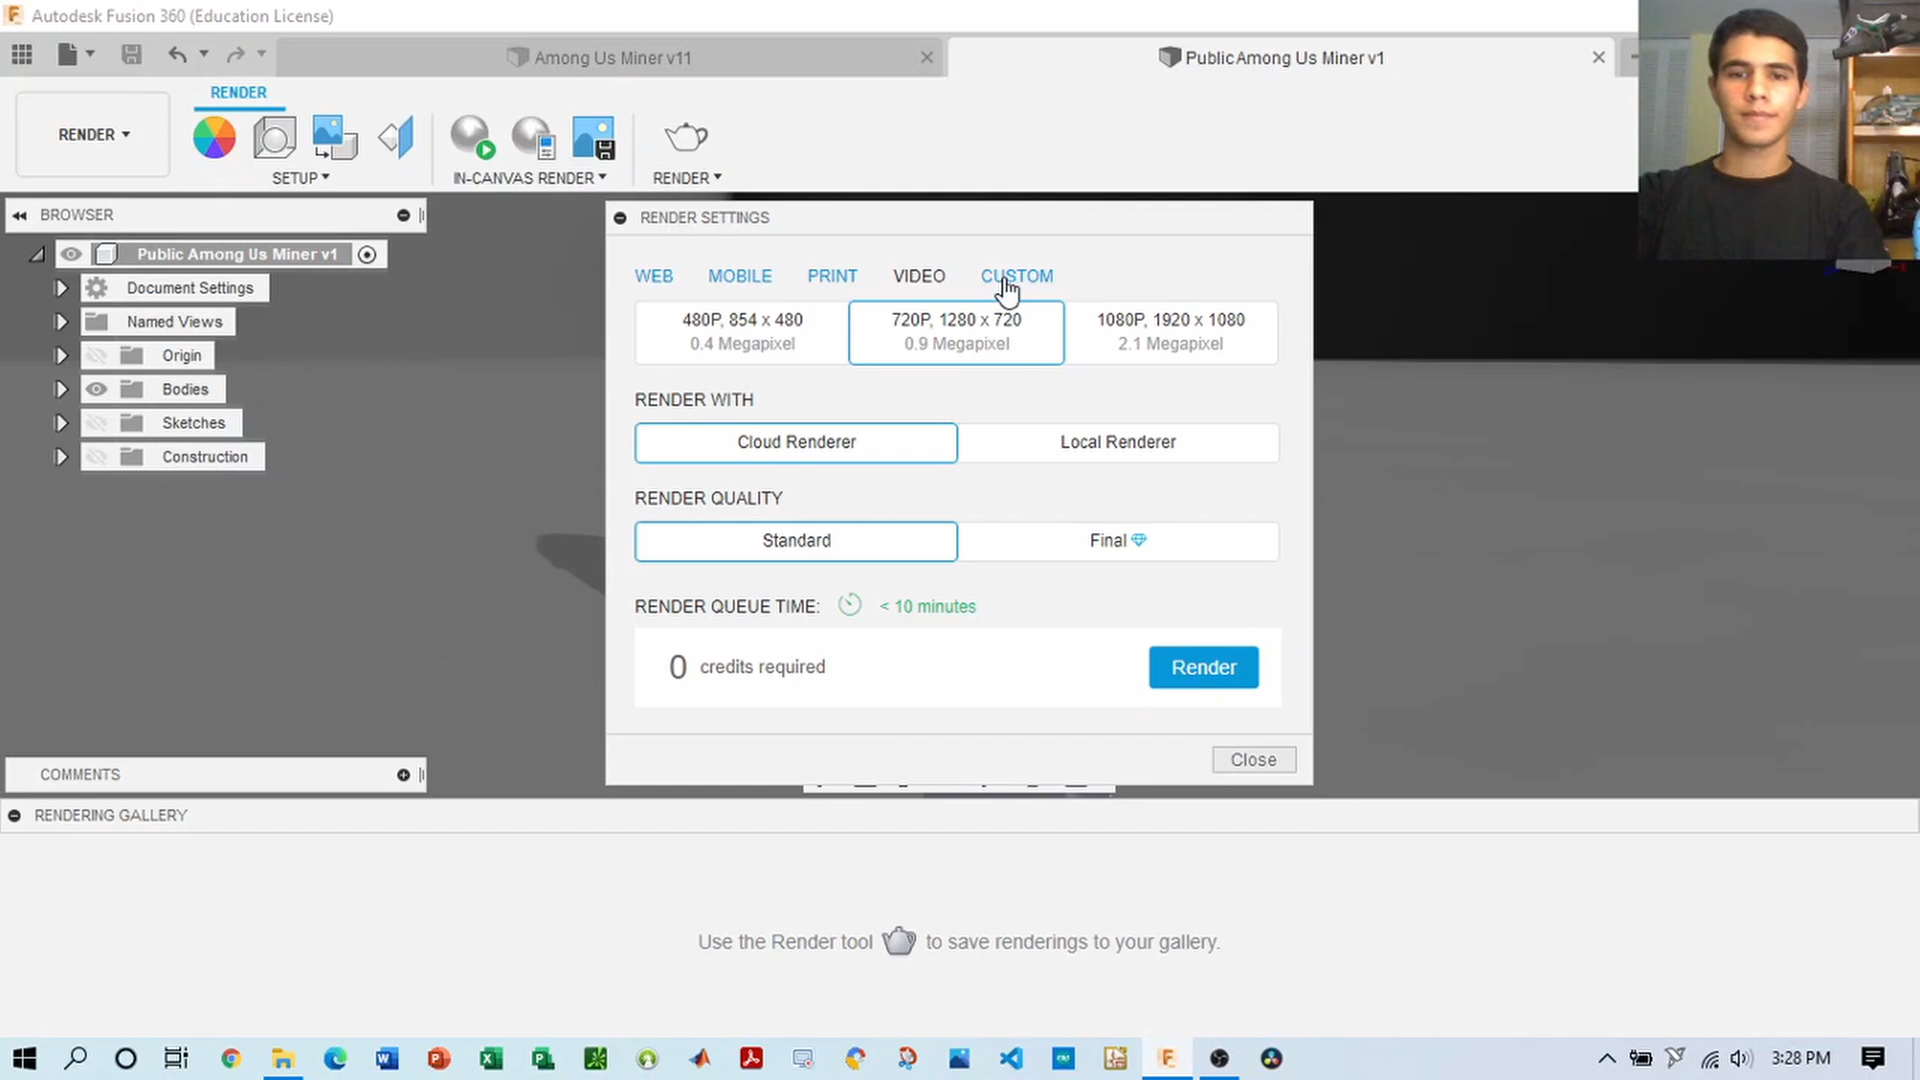 Autodesk Fusion 360 (Education License)
Among Us Miner v11
Public Among Us Miner v1
RENDER
RENDER
SETUP
IN-CANVAS RENDER
RENDER
BROWSER
Public Among Us Miner v1
Document Settings
Named Views
Origin
Bodies
Sketches
Construction
COMMENTS
RENDER SETTINGS
WEB MOBILE PRINT VIDEO CUSTOM
480P, 854 x 480
0.4 Megapixel
720P, 1280 x 720
0.9 Megapixel
1080P, 1920 x 1080
2.1 Megapixel
RENDER WITH
Cloud Renderer
Local Renderer
RENDER QUALITY
Standard
Final
RENDER QUEUE TIME: < 10 minutes
0 credits required
Render
Close
RENDERING GALLERY
Use the Render tool to save renderings to your gallery.
3:28 PM